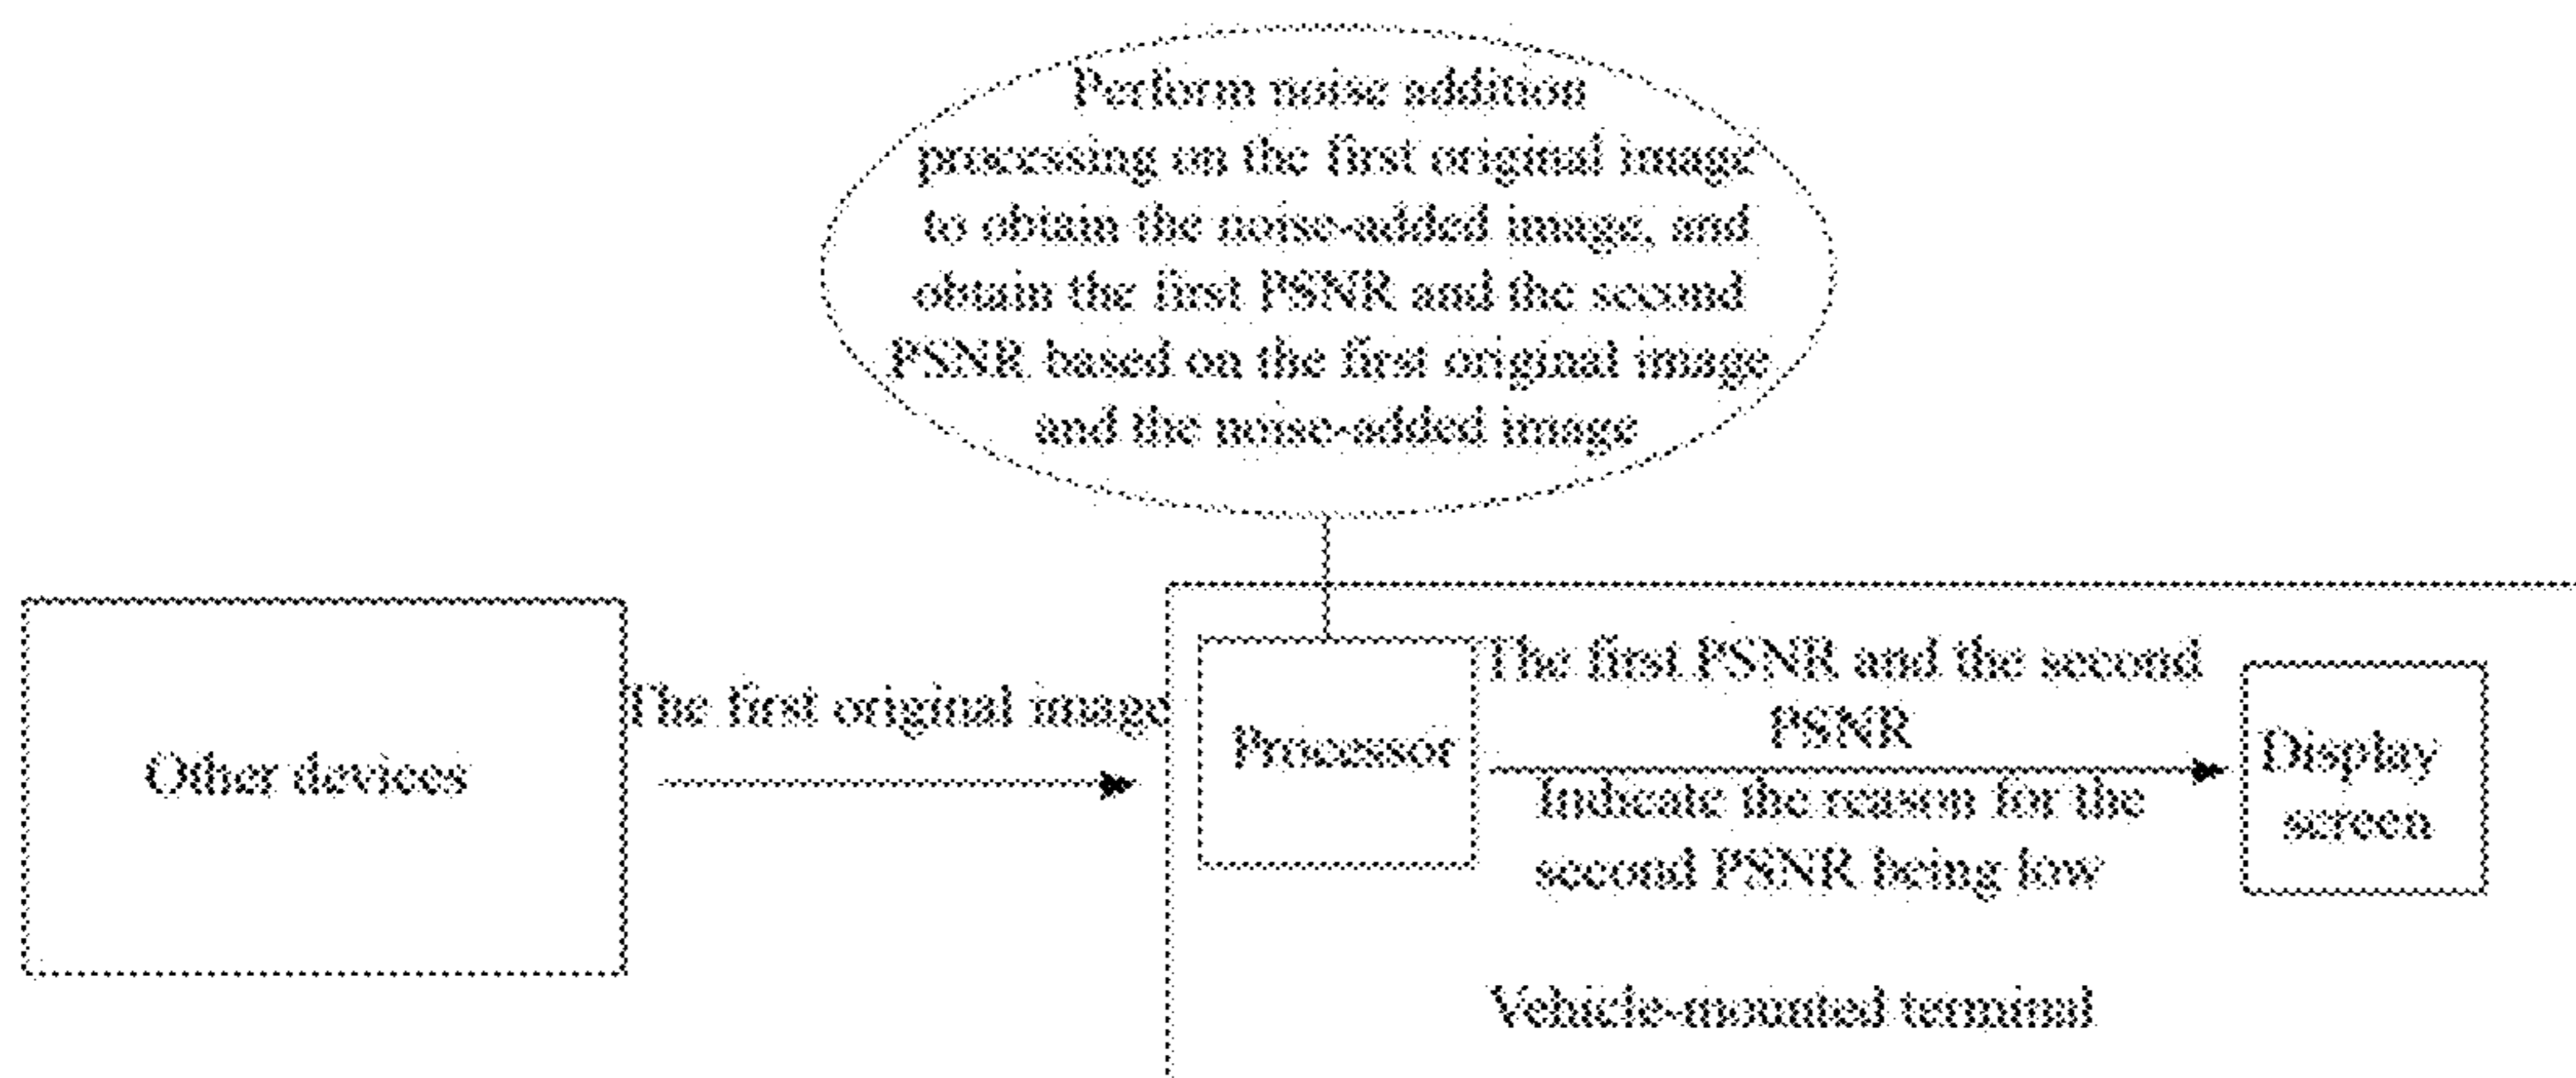 Perform noise addition
processing on the first original image
to obtain the noise-added image, and
obtain the first PSNR and the second
PSNR based on the first original image
and the noise-added image
Other devices
The first original image
Processor
The first PSNR and the second
PSNR
Indicate the reason for the
second PSNR being low
Display
screen
Vehicle-mounted terminal